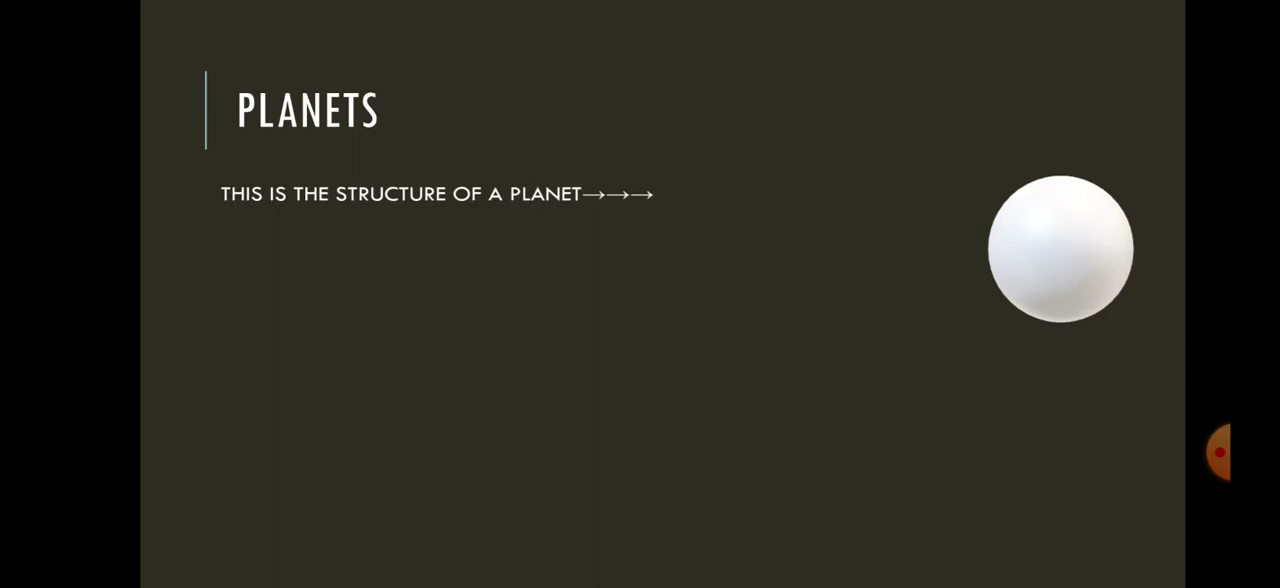 PLANETS
THIS IS THE STRUCTURE OF A PLANET→→→